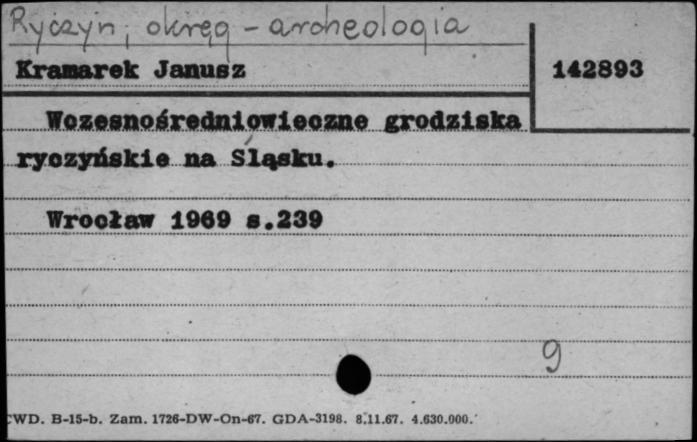 Ryczyn, okręg - archeologia
Kramarek Janusz
142893
Wczesnośredniowieczne grodziska
ryczyńskie na Śląsku.
Wrocław 1969 s.239
9
CWD. B-15-b. Zam. 1726-DW-On-67. GDA-3198. 8.11.67. 4.630.000.